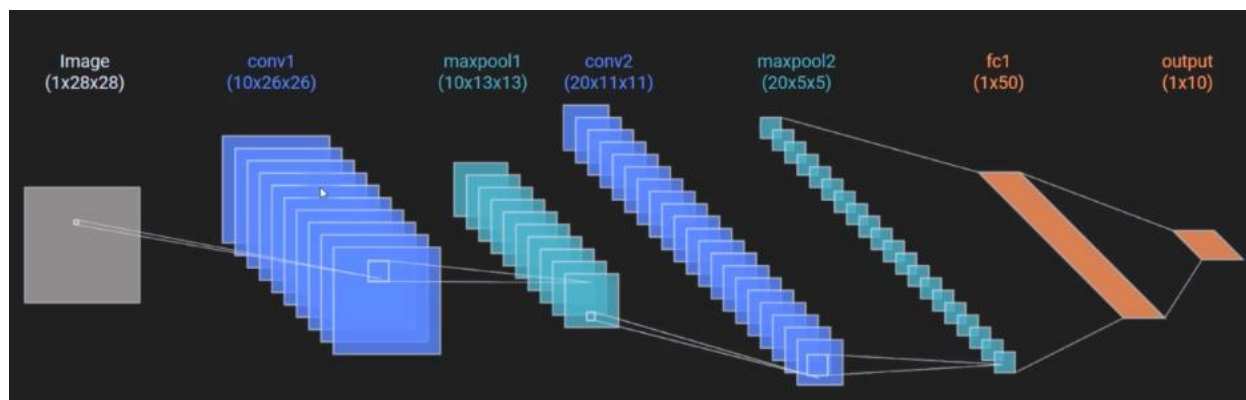 Image
(1x28x28)
conv1
(10x26x26)
maxpool1
(10x13x13)
conv2
(20x11x11)
maxpool2
(20x5x5)
fc1
(1x50)
output
(1x10)